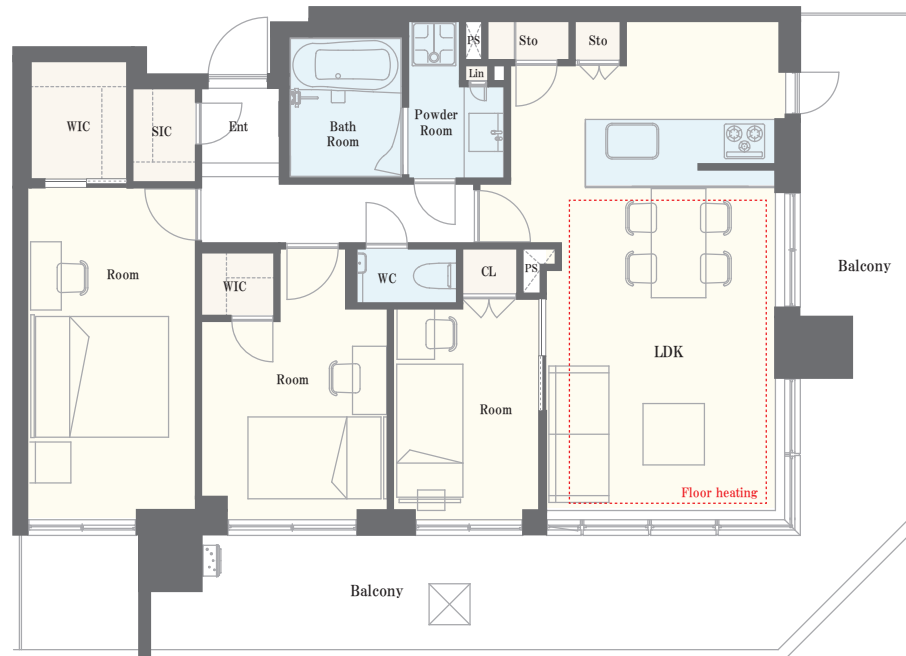 PS
Sto
Sto
Lin
WIC
SIC
Ent
Bath
Room
Powder
Room
Room
WIC
WC
CL
PS
Balcony
LDK
Room
Room
Floor heating
Balcony